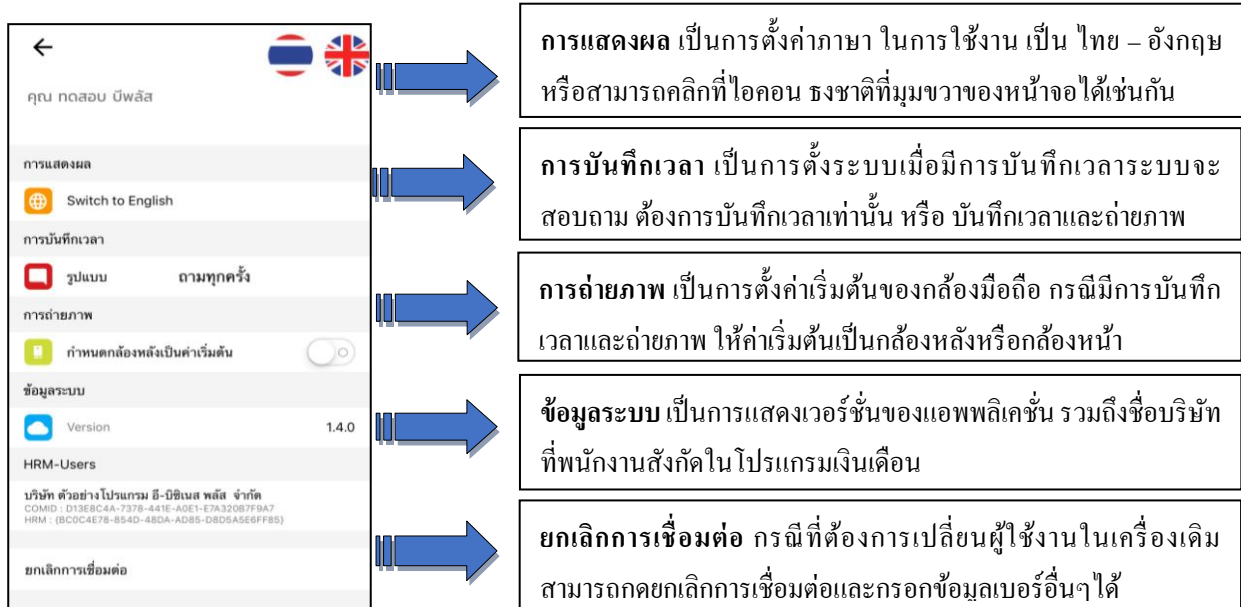 คุณ ทดสอบ บีพลัส
การแสดงผล
Switch to English
การบันทึกเวลา
รูปแบบ ถามทุกครั้ง
การถ่ายภาพ
กำหนดกล้องหลังเป็นค่าเริ่มต้น
ข้อมูลระบบ
Version 1.4.0
HRM-Users
บริษัท ตัวอย่างโปรแกรม อี-บิซิเนส พลัส จำกัด
COMID : D13E8C4A-7378-441E-A0E1-E7A320B7F9A7
HRM : {BC0C4E78-854D-48DA-AD85-D8D5A5E6FF85}
ยกเลิกการเชื่อมต่อ
การแสดงผล เป็นการตั้งค่าภาษา ในการใช้งาน เป็น ไทย – อังกฤษ
หรือสามารถคลิกที่ไอคอน ธงชาติที่มุมขวาของหน้าจอได้เช่นกัน
การบันทึกเวลา เป็นการตั้งระบบเมื่อมีการบันทึกเวลาระบบจะ
สอบถาม ต้องการบันทึกเวลาเท่านั้น หรือ บันทึกเวลาและถ่ายภาพ
การถ่ายภาพ เป็นการตั้งค่าเริ่มต้นของกล้องมือถือ กรณีมีการบันทึก
เวลาและถ่ายภาพ ให้ค่าเริ่มต้นเป็นกล้องหลังหรือกล้องหน้า
ข้อมูลระบบ เป็นการแสดงเวอร์ชั่นของแอพพลิเคชั่น รวมถึงชื่อบริษัท
ที่พนักงานสังกัดในโปรแกรมเงินเดือน
ยกเลิกการเชื่อมต่อ กรณีที่ต้องการเปลี่ยนผู้ใช้งานในเครื่องเดิม
สามารถกดยกเลิกการเชื่อมต่อและกรอกข้อมูลเบอร์อื่นๆได้